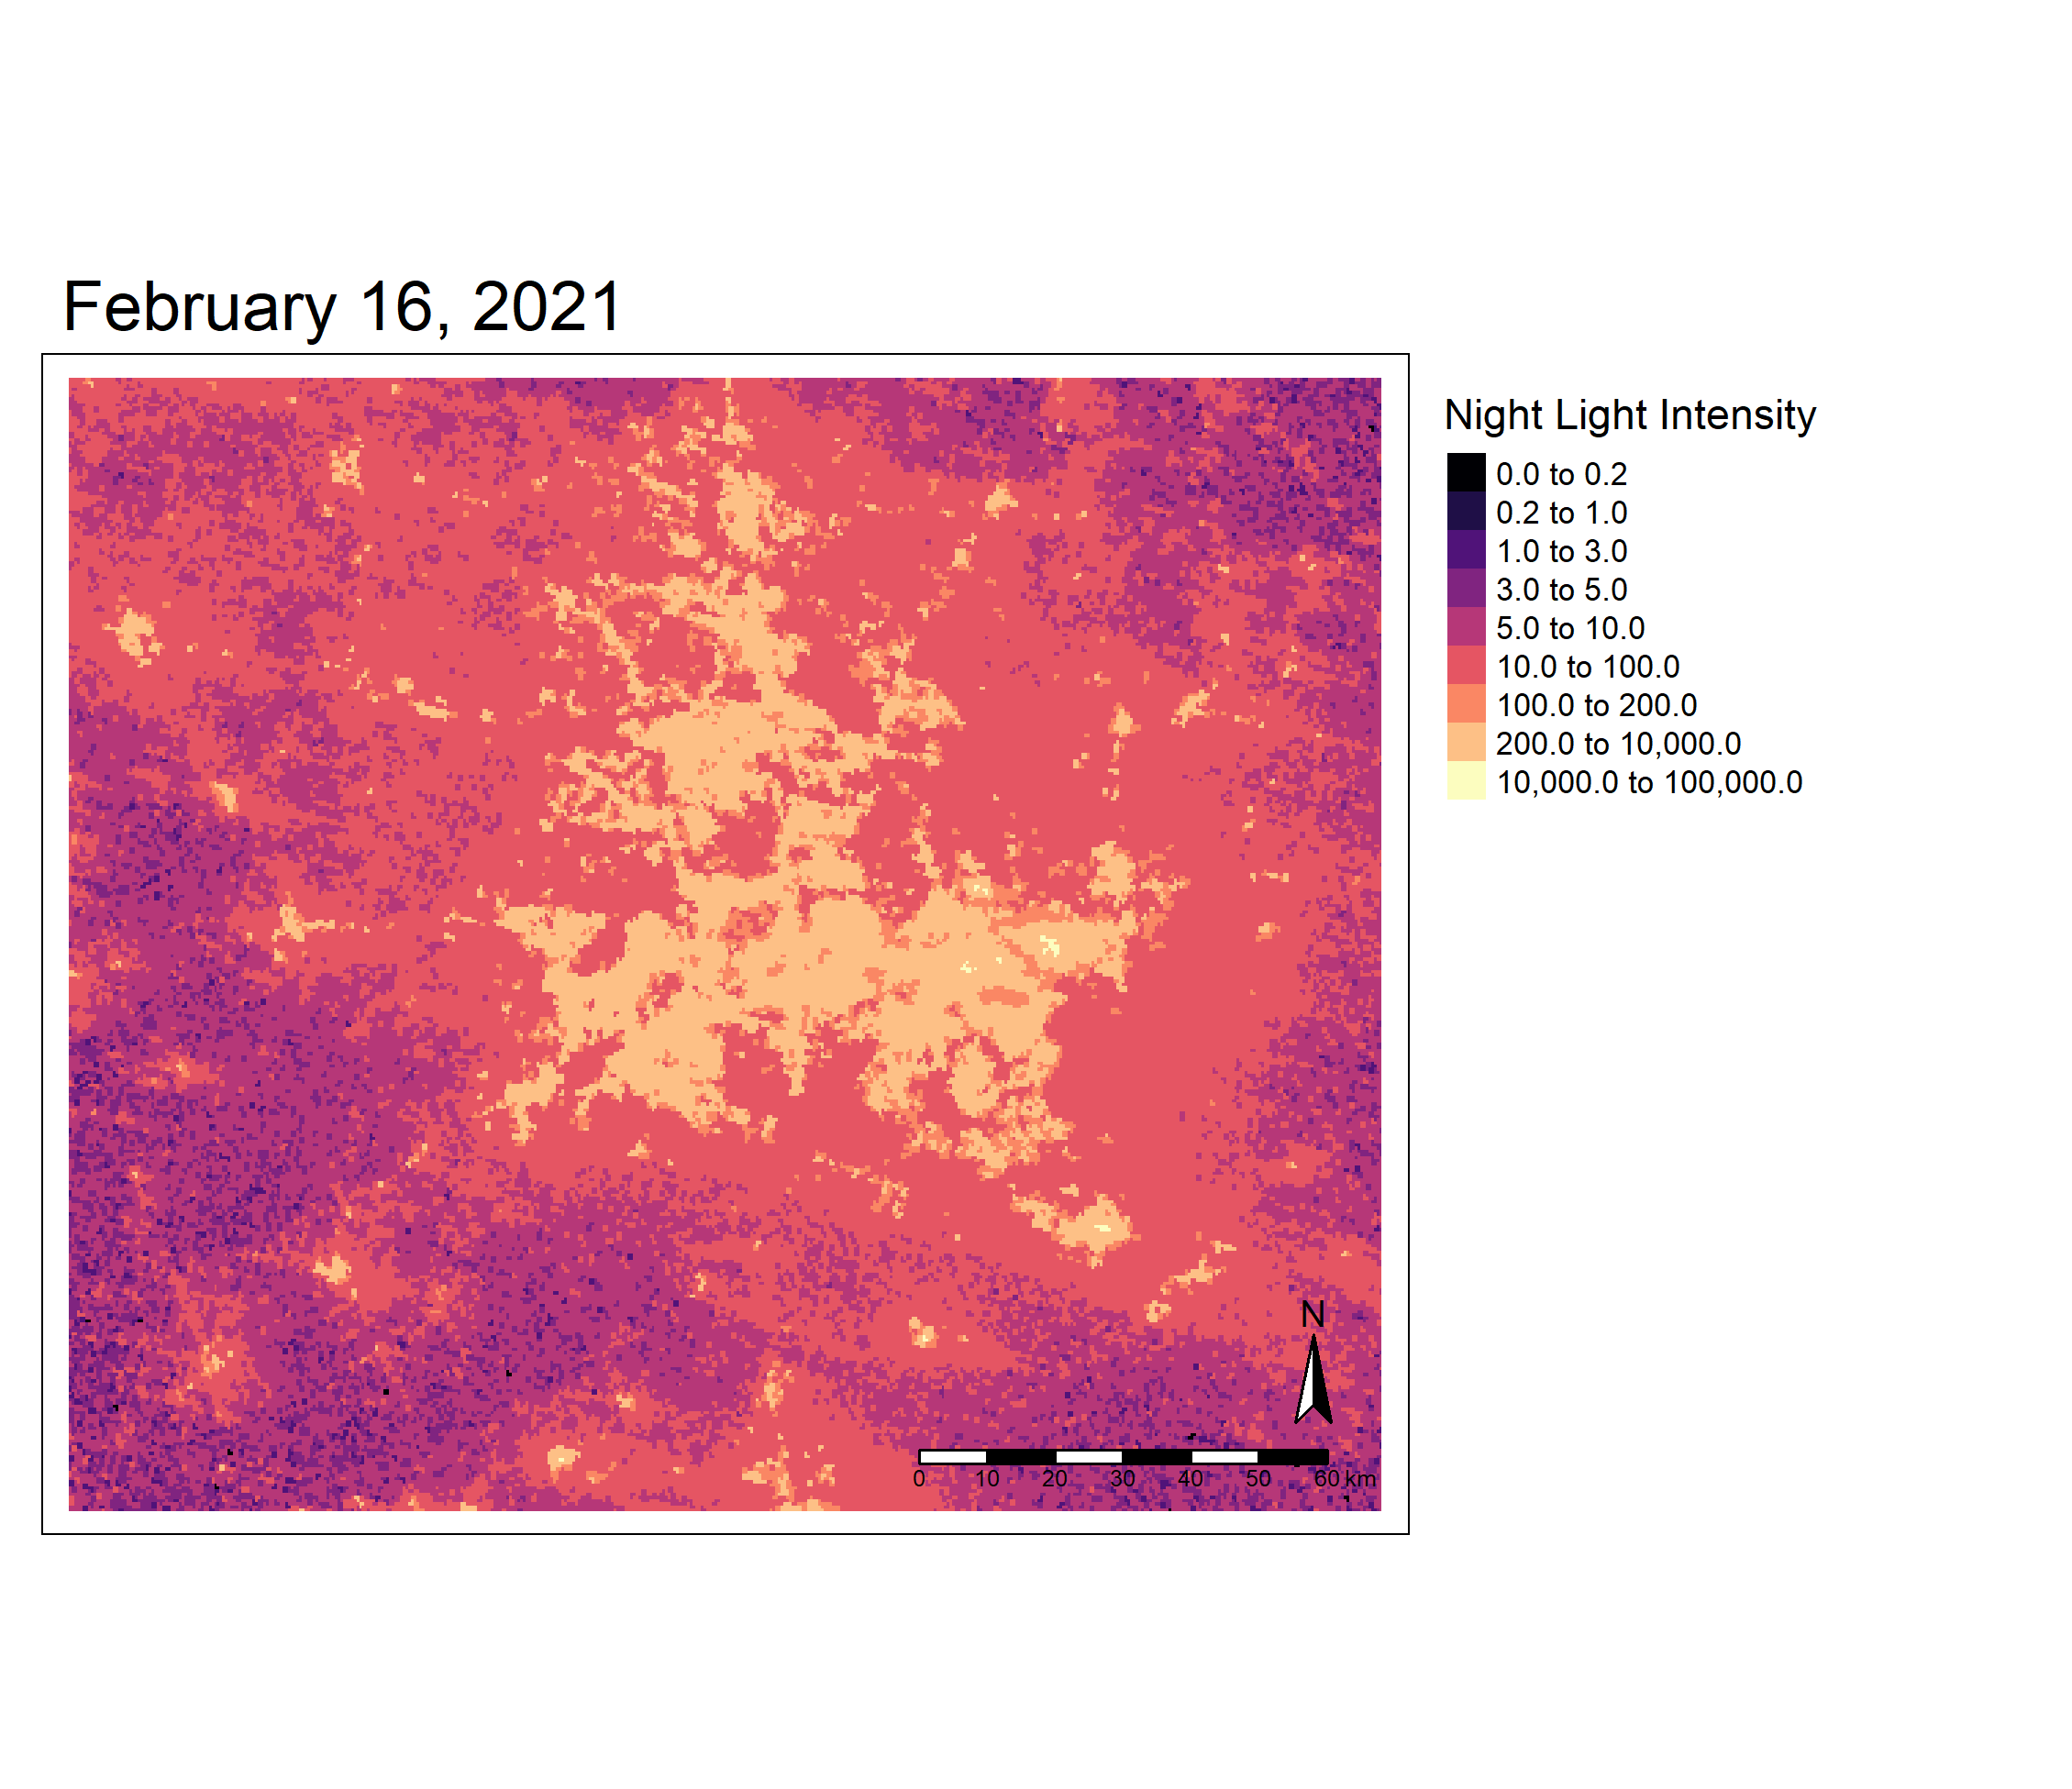 February 16, 2021
Night Light Intensity
0.0 to 0.2
0.2 to 1.0
1.0 to 3.0
3.0 to 5.0
5.0 to 10.0
10.0 to 100.0
100.0 to 200.0
200.0 to 10,000.0
10,000.0 to 100,000.0
N
0 10 20 30 40 50 60 km